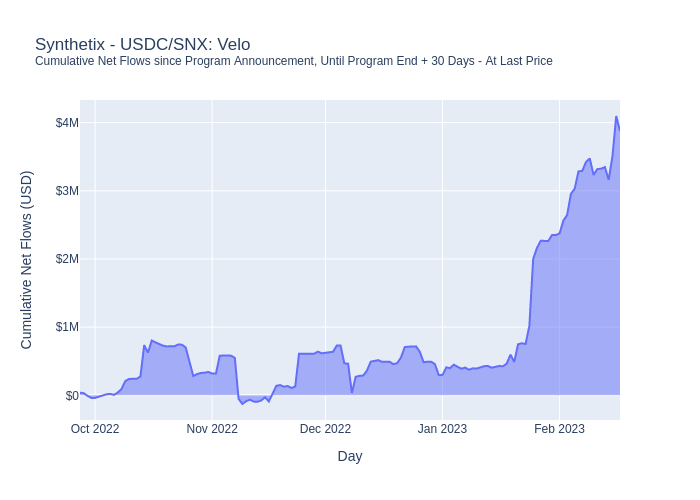 Synthetix - USDC/SNX: Velo
Cumulative Net Flows since Program Announcement, Until Program End + 30 Days - At Last Price
Cumulative Net Flows (USD)
$4M
$3M
$2M
$1M
$0
Oct 2022
Nov 2022
Dec 2022
Jan 2023
Feb 2023
Day